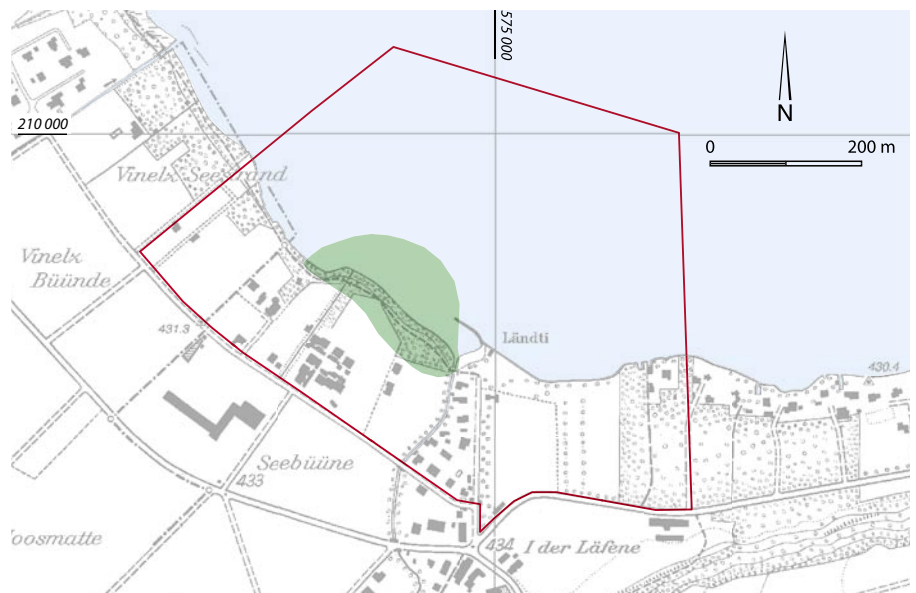 575 000
210 000
N
0 200 m
Vinelz Seestrand
Vinelz
Büünde
431.3
Ländti
430.4
Seebüüne
433
oosmatte
434
I der Läfene